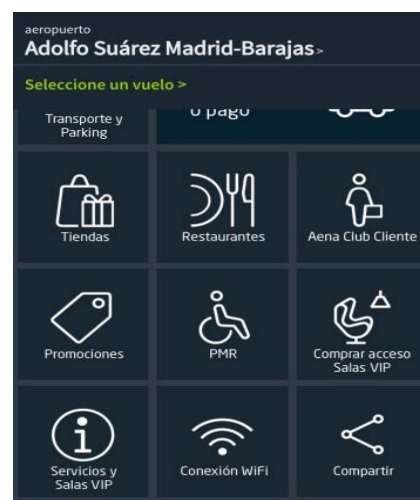 aeropuerto
Adolfo Suárez Madrid-Barajas>
Seleccione un vuelo >
Transporte y
Parking
o pago
Tiendas
Restaurantes
Aena Club Cliente
Promociones
PMR
Comprar acceso
Salas VIP
Servicios y
Salas VIP
Conexión WiFi
Compartir